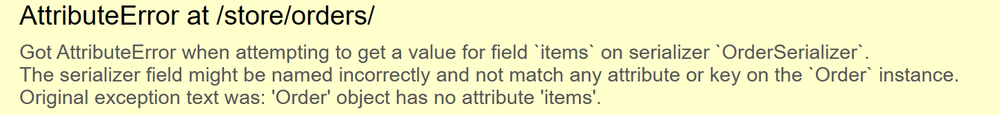 AttributeError at /store/orders/
Got AttributeError when attempting to get a value for field `items` on serializer `OrderSerializer`.
The serializer field might be named incorrectly and not match any attribute or key on the `Order` instance.
Original exception text was: 'Order' object has no attribute 'items'.